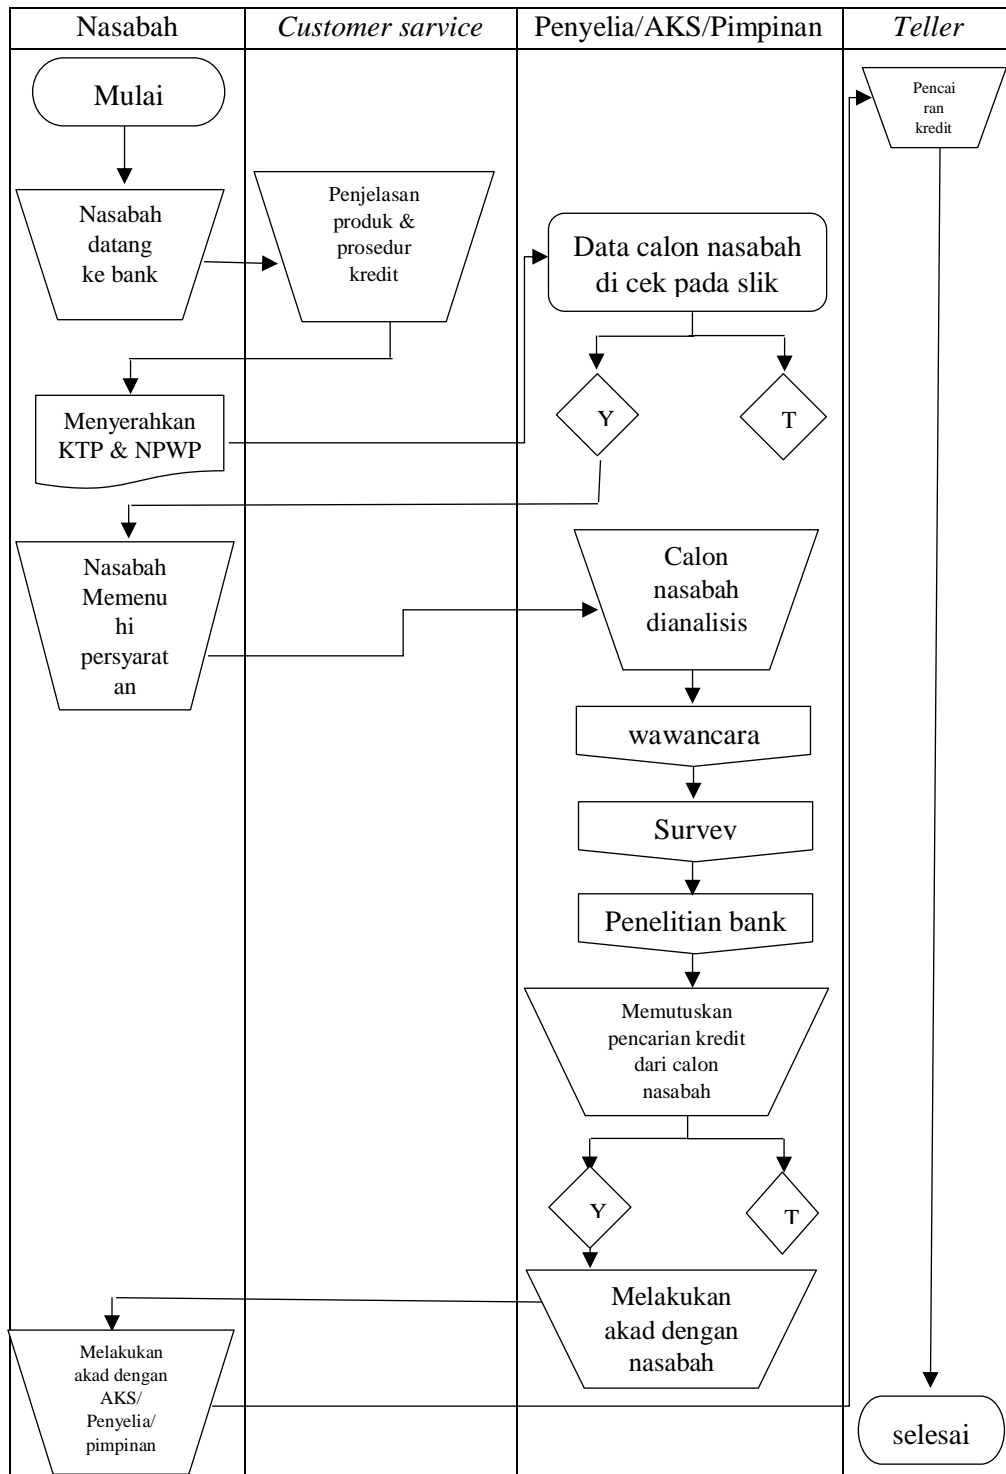 Nasabah
Customer sarvice
Penyelia/AKS/Pimpinan
Teller
Mulai
Pencai
ran
kredit
Nasabah
datang
ke bank
Penjelasan
produk &
prosedur
kredit
Data calon nasabah
di cek pada slik
Menyerahkan
KTP & NPWP
Y
T
Nasabah
Memenu
hi
persyarat
an
Calon
nasabah
dianalisis
wawancara
Survey
Penelitian bank
Memutuskan
pencarian kredit
dari calon
nasabah
Y
T
Melakukan
akad dengan
nasabah
Melakukan
akad dengan
AKS/
Penyelia/
pimpinan
selesai